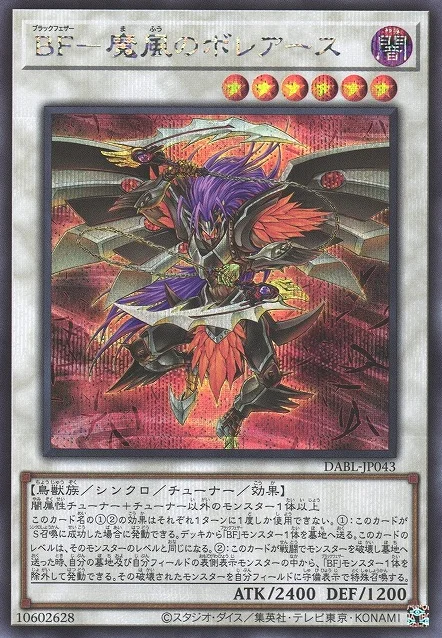 ブラックフェザー ま ふう
BF－魔風のボレアース
闇
DABL-JP043
【鳥獣族／シンクロ／チューナー／効果】
闇属性チューナー＋チューナー以外のモンスター1体以上
このカード名の①②の効果はそれぞれ1ターンに1度しか使用できない。①：このカードが
S召喚に成功した場合に発動できる。デッキから「BF」モンスター1体を墓地へ送る。このカード
のレベルは、そのモンスターのレベルと同じになる。②：このカードが戦闘でモンスターを破壊し墓地へ
送った時、自分の墓地及び自分フィールドの表側表示モンスターの中から、「BF」モンスター1体を
除外して発動できる。その破壊されたモンスターを自分フィールドに守備表示で特殊召喚する。
ATK/2400 DEF/1200
10602628
©スタジオ・ダイス／集英社・テレビ東京・KONAMI